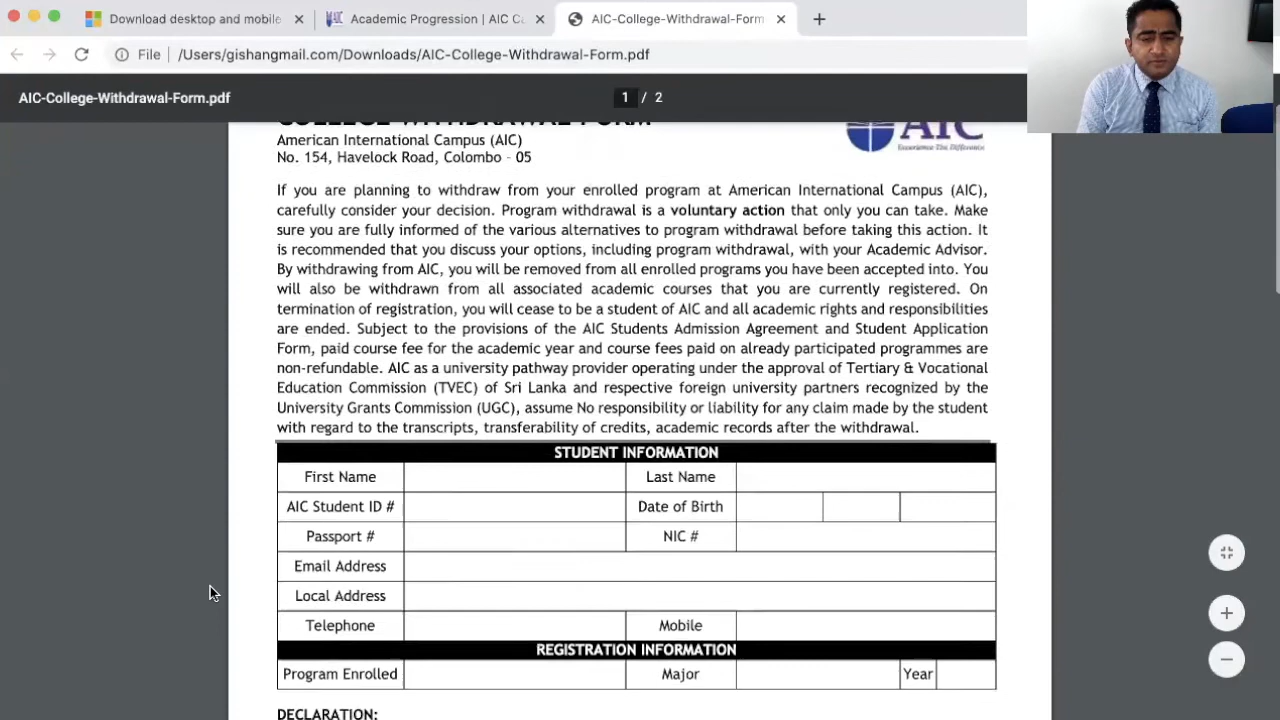 Download desktop and mobile
Academic Progression | AIC C
AIC-College-Withdrawal-Form
File /Users/gishangmail.com/Downloads/AIC-College-Withdrawal-Form.pdf
AIC-College-Withdrawal-Form.pdf
1 / 2
COLLEGE WITHDRAWAL FORM
AIC
Experience The Difference
American International Campus (AIC)
No. 154, Havelock Road, Colombo - 05
If you are planning to withdraw from your enrolled program at American International Campus (AIC),
carefully consider your decision. Program withdrawal is a voluntary action that only you can take. Make
sure you are fully informed of the various alternatives to program withdrawal before taking this action. It
is recommended that you discuss your options, including program withdrawal, with your Academic Advisor.
By withdrawing from AIC, you will be removed from all enrolled programs you have been accepted into. You
will also be withdrawn from all associated academic courses that you are currently registered. On
termination of registration, you will cease to be a student of AIC and all academic rights and responsibilities
are ended. Subject to the provisions of the AIC Students Admission Agreement and Student Application
Form, paid course fee for the academic year and course fees paid on already participated programmes are
non-refundable. AIC as a university pathway provider operating under the approval of Tertiary & Vocational
Education Commission (TVEC) of Sri Lanka and respective foreign university partners recognized by the
University Grants Commission (UGC), assume No responsibility or liability for any claim made by the student
with regard to the transcripts, transferability of credits, academic records after the withdrawal.
STUDENT INFORMATION
First Name Last Name
AIC Student ID # Date of Birth
Passport # NIC #
Email Address
Local Address
Telephone Mobile
REGISTRATION INFORMATION
Program Enrolled Major Year
DECLARATION: